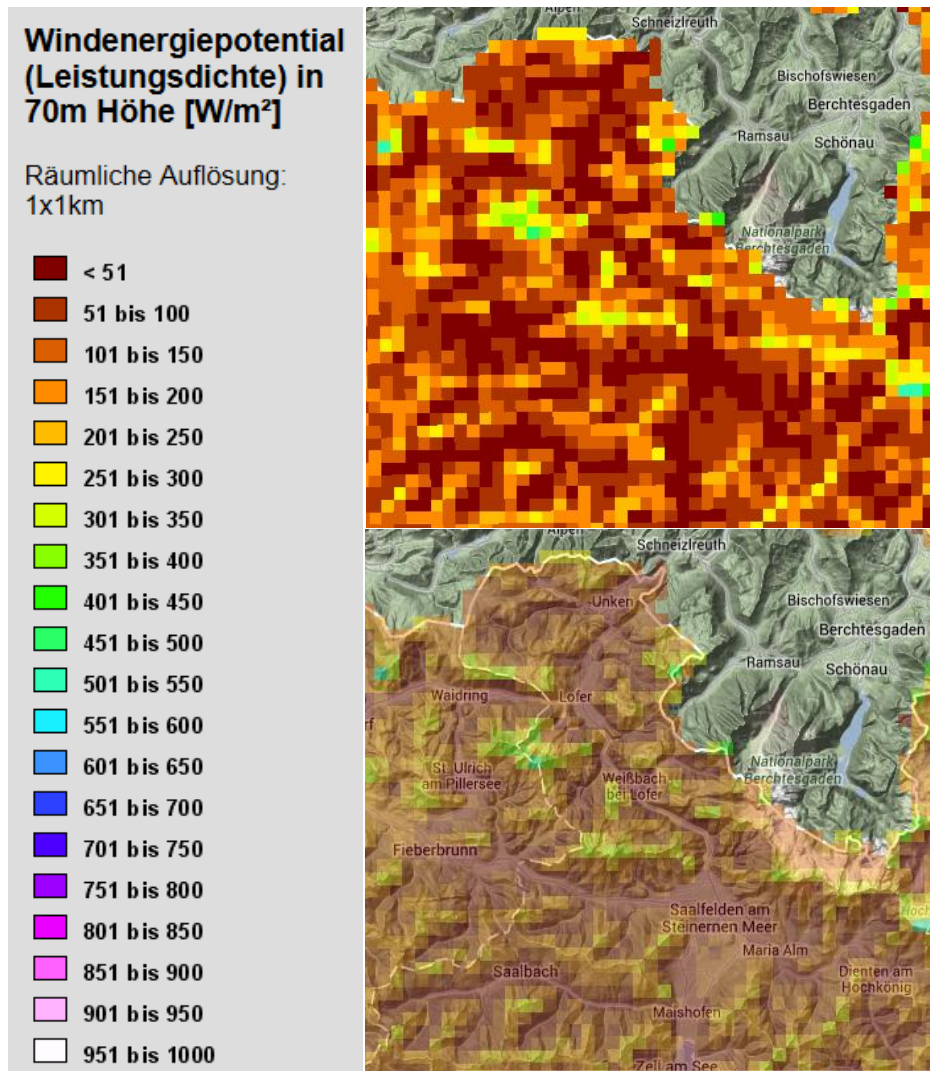 Windenergiepotential
(Leistungsdichte) in
70m Höhe [W/m²]
Räumliche Auflösung:
1x1km
< 51
51 bis 100
101 bis 150
151 bis 200
201 bis 250
251 bis 300
301 bis 350
351 bis 400
401 bis 450
451 bis 500
501 bis 550
551 bis 600
601 bis 650
651 bis 700
701 bis 750
751 bis 800
801 bis 850
851 bis 900
901 bis 950
951 bis 1000
Alpen
Schneizlreuth
Bischofswiesen
Berchtesgaden
Ramsau
Schönau
Nationalpark
Berchtesgaden
Alpen
Schneizlreuth
Unken
Bischofswiesen
Berchtesgaden
Ramsau
Schönau
Waidring
Lofer
Nationalpark
Berchtesgaden
St. Ulrich
am Pillersee
Weißbach
bei Lofer
Fieberbrunn
Saalfelden am
Steinernen Meer
Maria Alm
Saalbach
Dienten am
Hochkönig
Maishofen
Zell am See